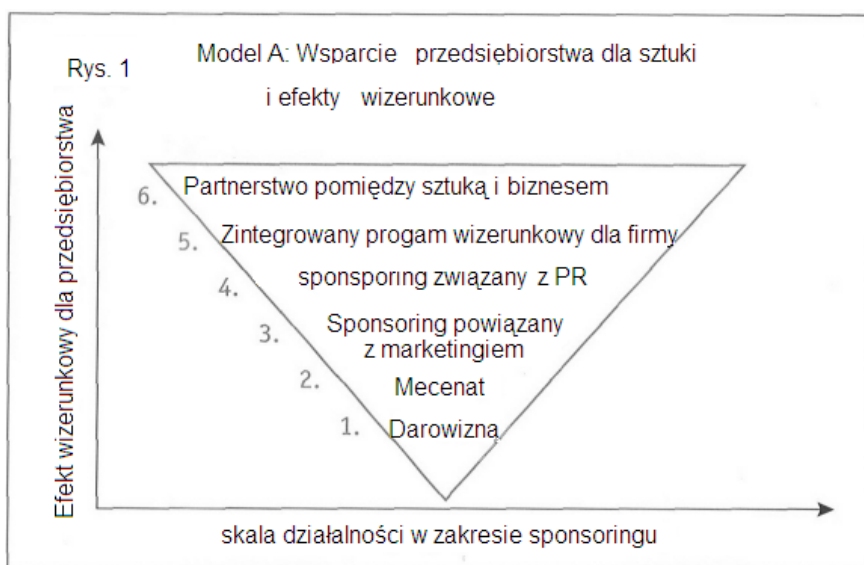 Rys. 1
Model A: Wsparcie przedsiębiorstwa dla sztuki
i efekty wizerunkowe
Efekt wizerunkowy dla przedsiębiorstwa
6. Partnerstwo pomiędzy sztuką i biznesem
5. Zintegrowany progam wizerunkowy dla firmy
4. sponsporing związany z PR
3. Sponsoring powiązany
z marketingiem
2. Mecenat
1. Darowizna
skala działalności w zakresie sponsoringu